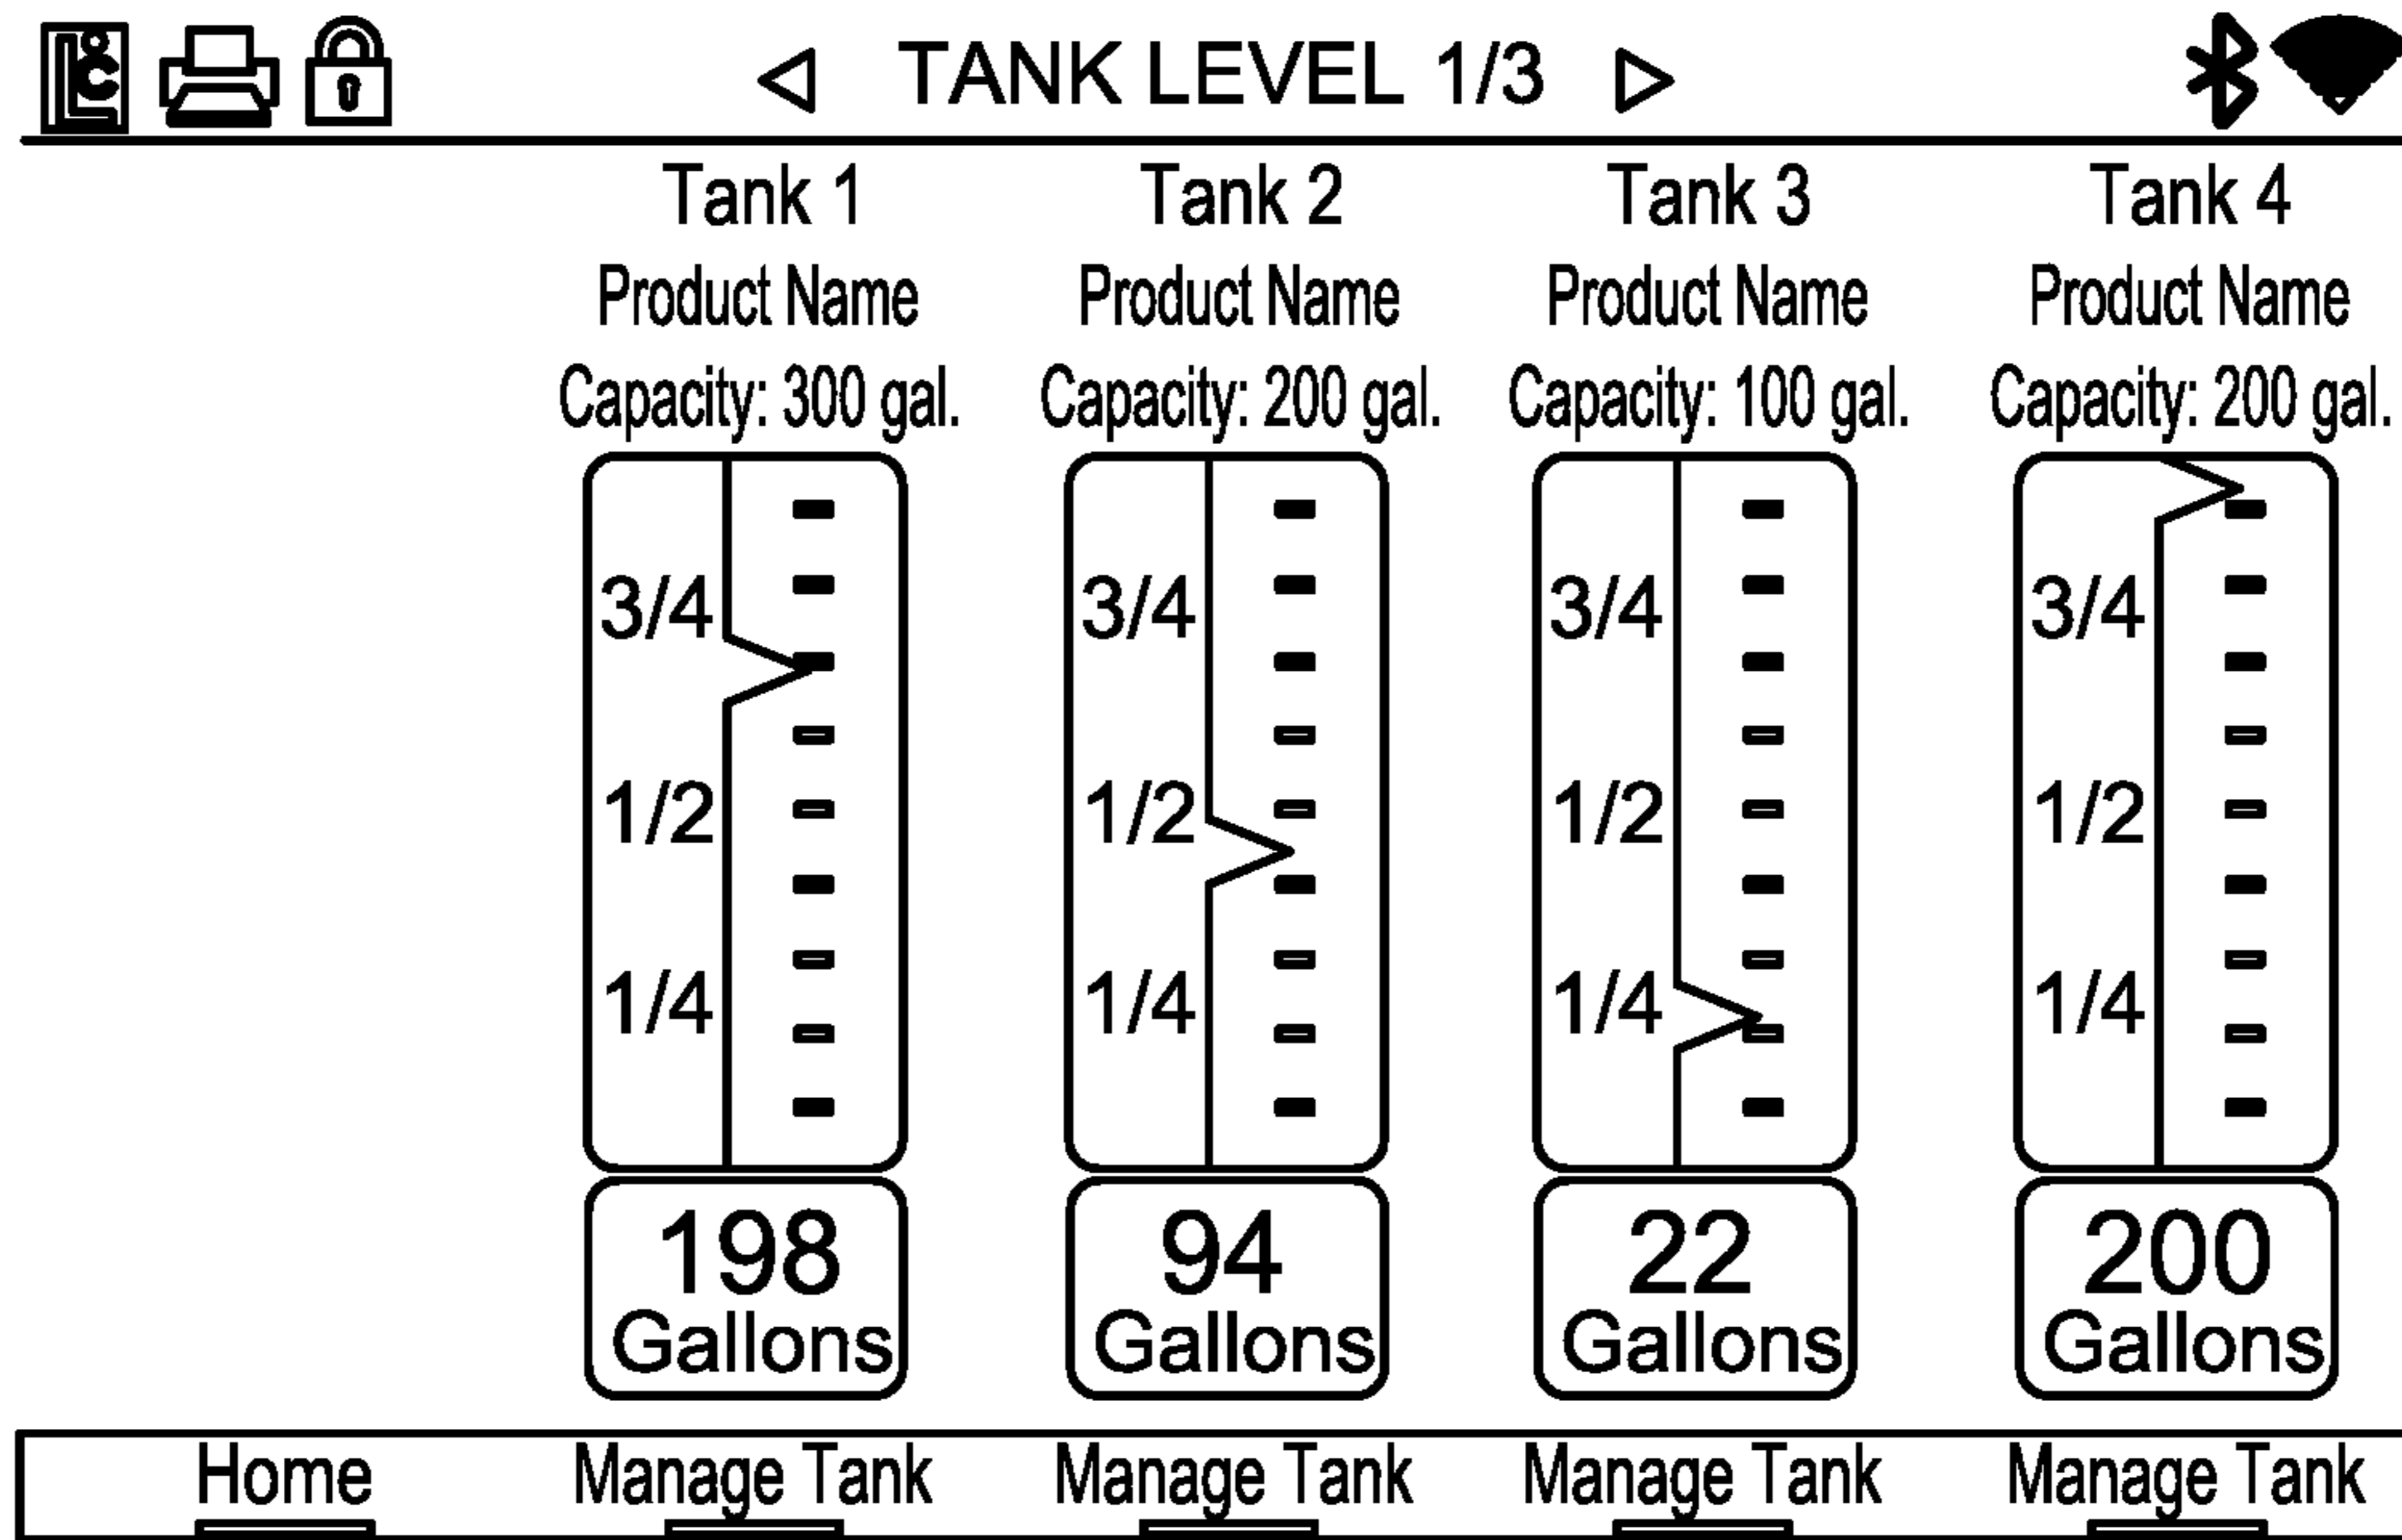 TANK LEVEL 1/3
Tank 1 Tank 2 Tank 3 Tank 4
Product Name Product Name Product Name Product Name
Capacity: 300 gal. Capacity: 200 gal. Capacity: 100 gal. Capacity: 200 gal.
3/4 3/4 3/4 3/4
1/2 1/2 1/2 1/2
1/4 1/4 1/4 1/4
198 94 22 200
Gallons Gallons Gallons Gallons
Home Manage Tank Manage Tank Manage Tank Manage Tank